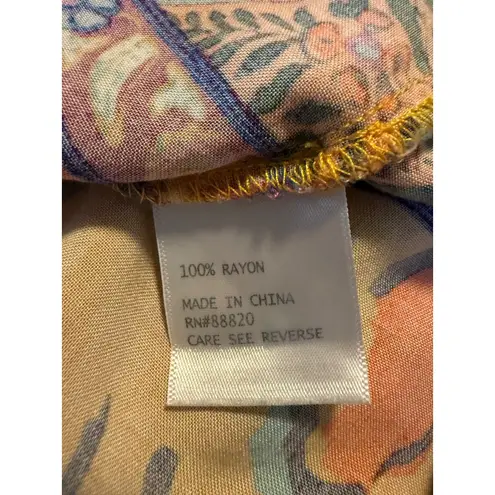 100% RAYON
MADE IN CHINA
RN#88820
CARE SEE REVERSE